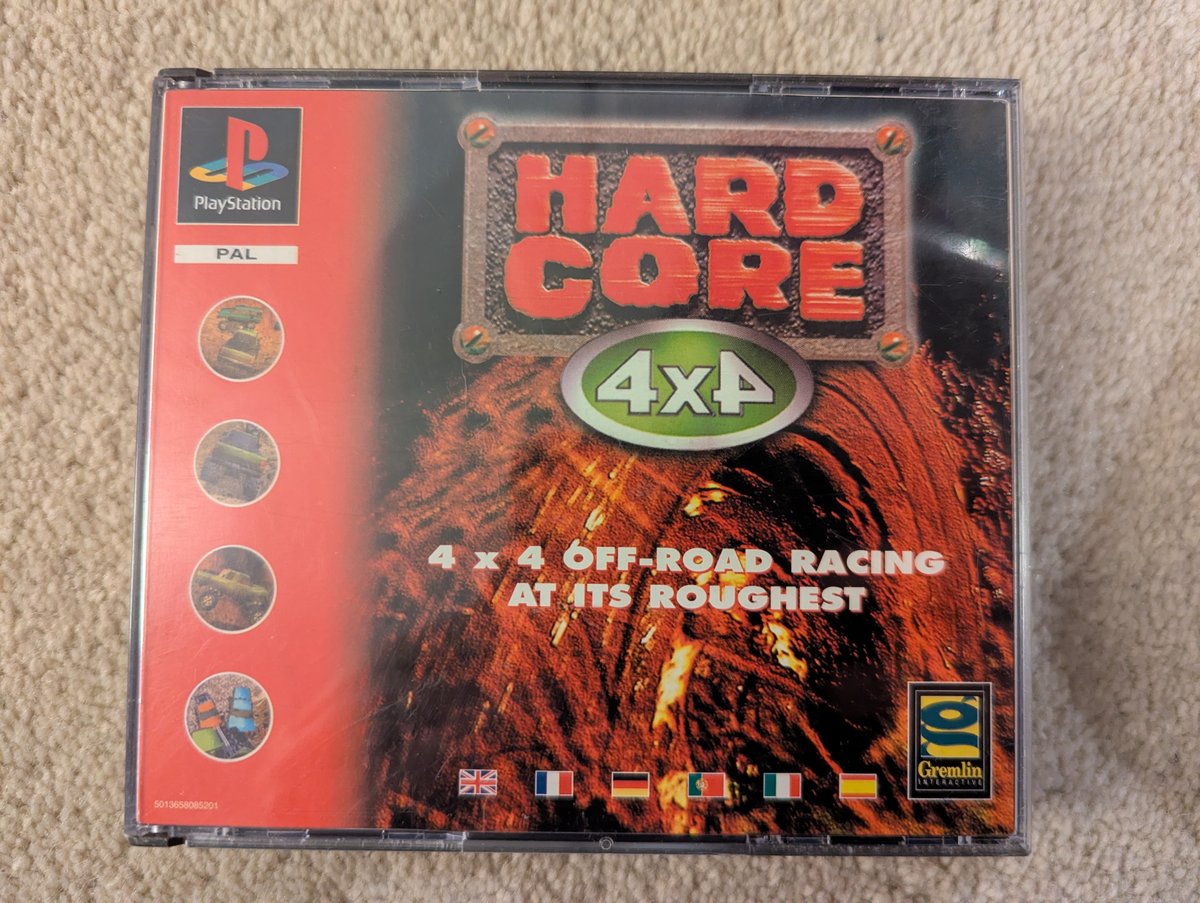 PlayStation
PAL
HARD
CORE
4x4
4 x 4 OFF-ROAD RACING
AT ITS ROUGHEST
Gremlin
INTERACTIVE
5013658085201